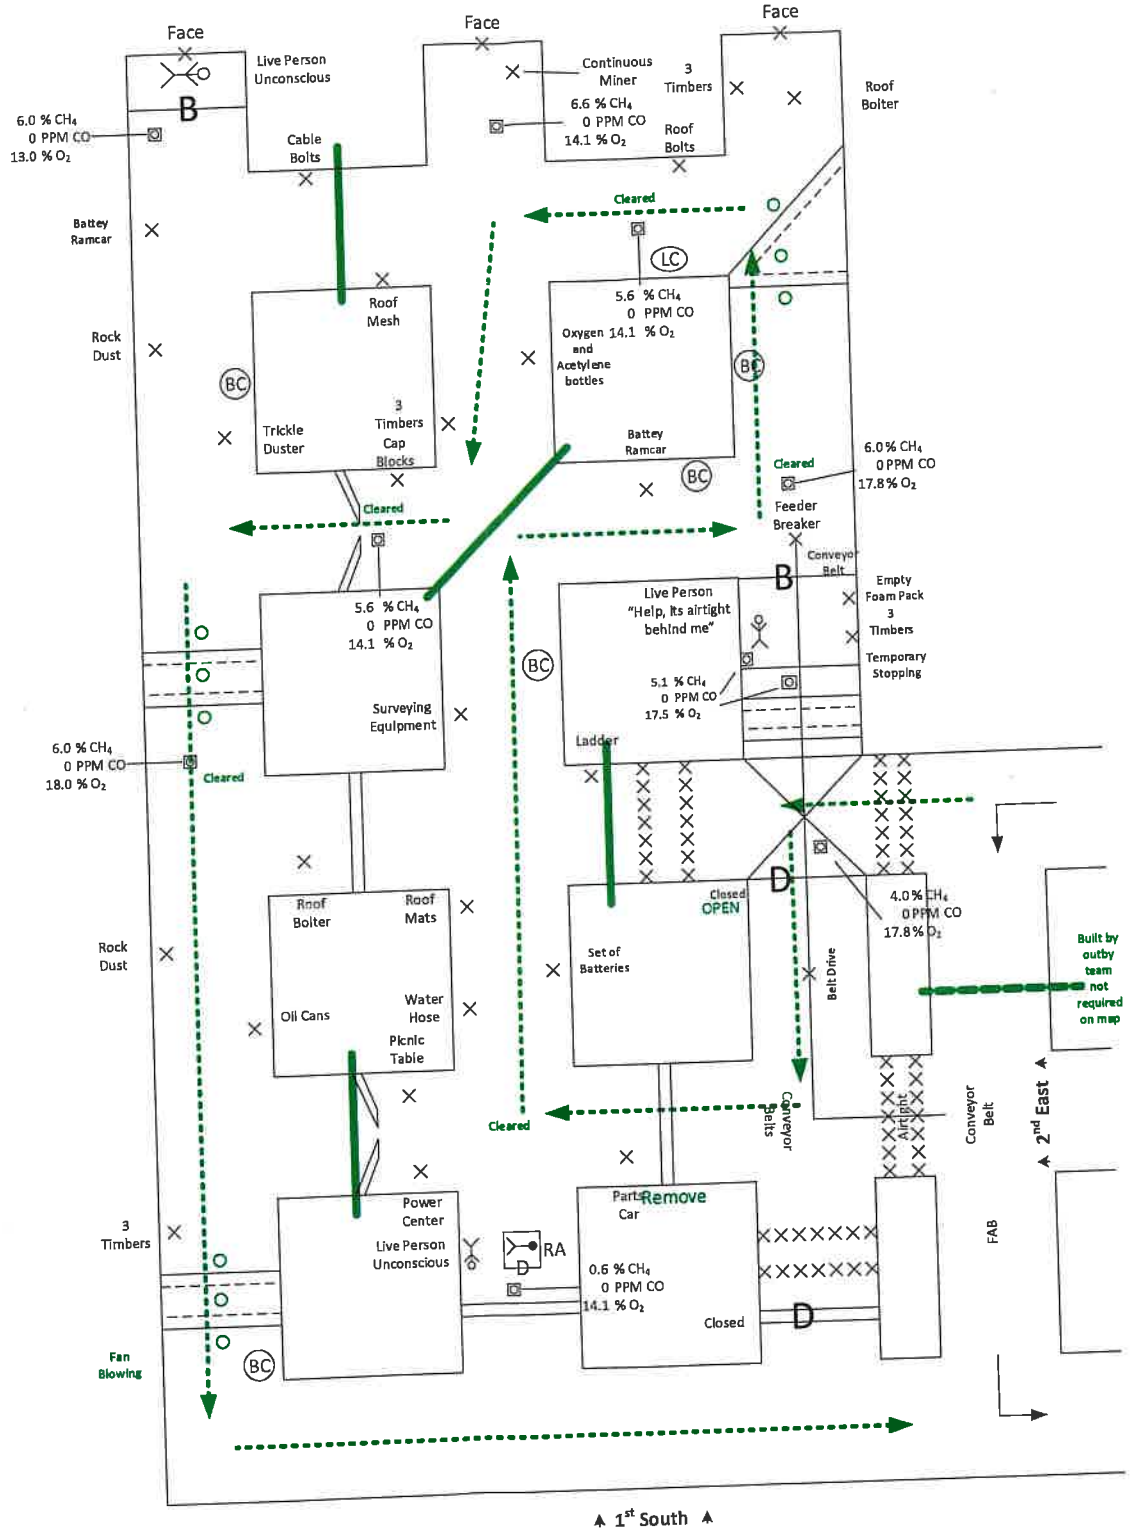 Face
Face
Face
Live Person
Unconscious
B
6.0 % CH₄
0 PPM CO
13.0 % O₂
Continuous
Miner
6.6 % CH₄
0 PPM CO
14.1 % O₂
3
Timbers
Roof
Bolter
Roof
Bolts
Cable
Bolts
Battey
Ramcar
Cleared
LC
5.6 % CH₄
0 PPM CO
14.1 % O₂
Oxygen
and
Acetylene
bottles
Roof
Mesh
Rock
Dust
BC
BC
3
Timbers
Cap
Blocks
Trickle
Duster
Battey
Ramcar
BC
Cleared
6.0 % CH₄
0 PPM CO
17.8 % O₂
Feeder
Breaker
Cleared
Conveyor
Belt
B
Empty
Foam Pack
3
Timbers
Temporary
Stopping
Live Person
"Help, its airtight
behind me"
BC
5.6 % CH₄
0 PPM CO
14.1 % O₂
5.1 % CH₄
0 PPM CO
17.5 % O₂
Surveying
Equipment
Ladder
6.0 % CH₄
0 PPM CO
18.0 % O₂
Cleared
Closed
OPEN
D
4.0 % CH₄
0 PPM CO
17.8 % O₂
Roof
Bolter
Roof
Mats
Rock
Dust
Set of
Batteries
Belt Drive
Built by
outby
team
not
required
on map
Oil Cans
Water
Hose
Picnic
Table
Cleared
Conveyor
Belts
Airtight
Conveyor
Belt
2nd East
3
Timbers
Power
Center
Live Person
Unconscious
RA
D
Parts
Car
Remove
0.6 % CH₄
0 PPM CO
14.1 % O₂
Closed
D
FAB
Fan
Blowing
BC
1st South